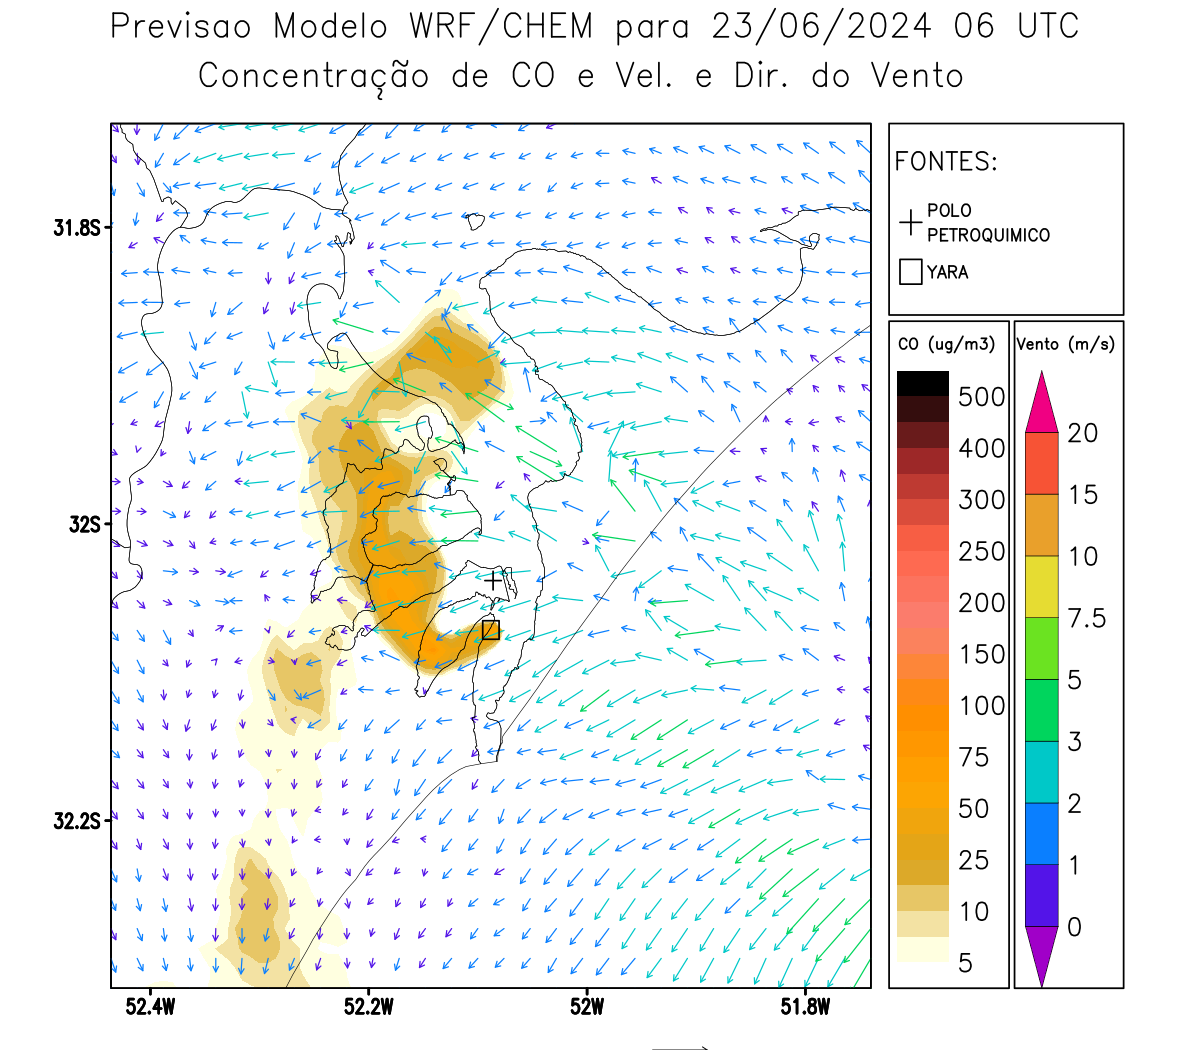 Previsao Modelo WRF/CHEM para 23/06/2024 06 UTC
Concentração de CO e Vel. e Dir. do Vento
FONTES:
POLO
PETROQUIMICO
YARA
CO (ug/m3)
500
400
300
250
200
150
100
75
50
25
10
5
Vento (m/s)
20
15
10
7.5
5
3
2
1
0
31.8S
32S
32.2S
52.4W
52.2W
52W
51.8W